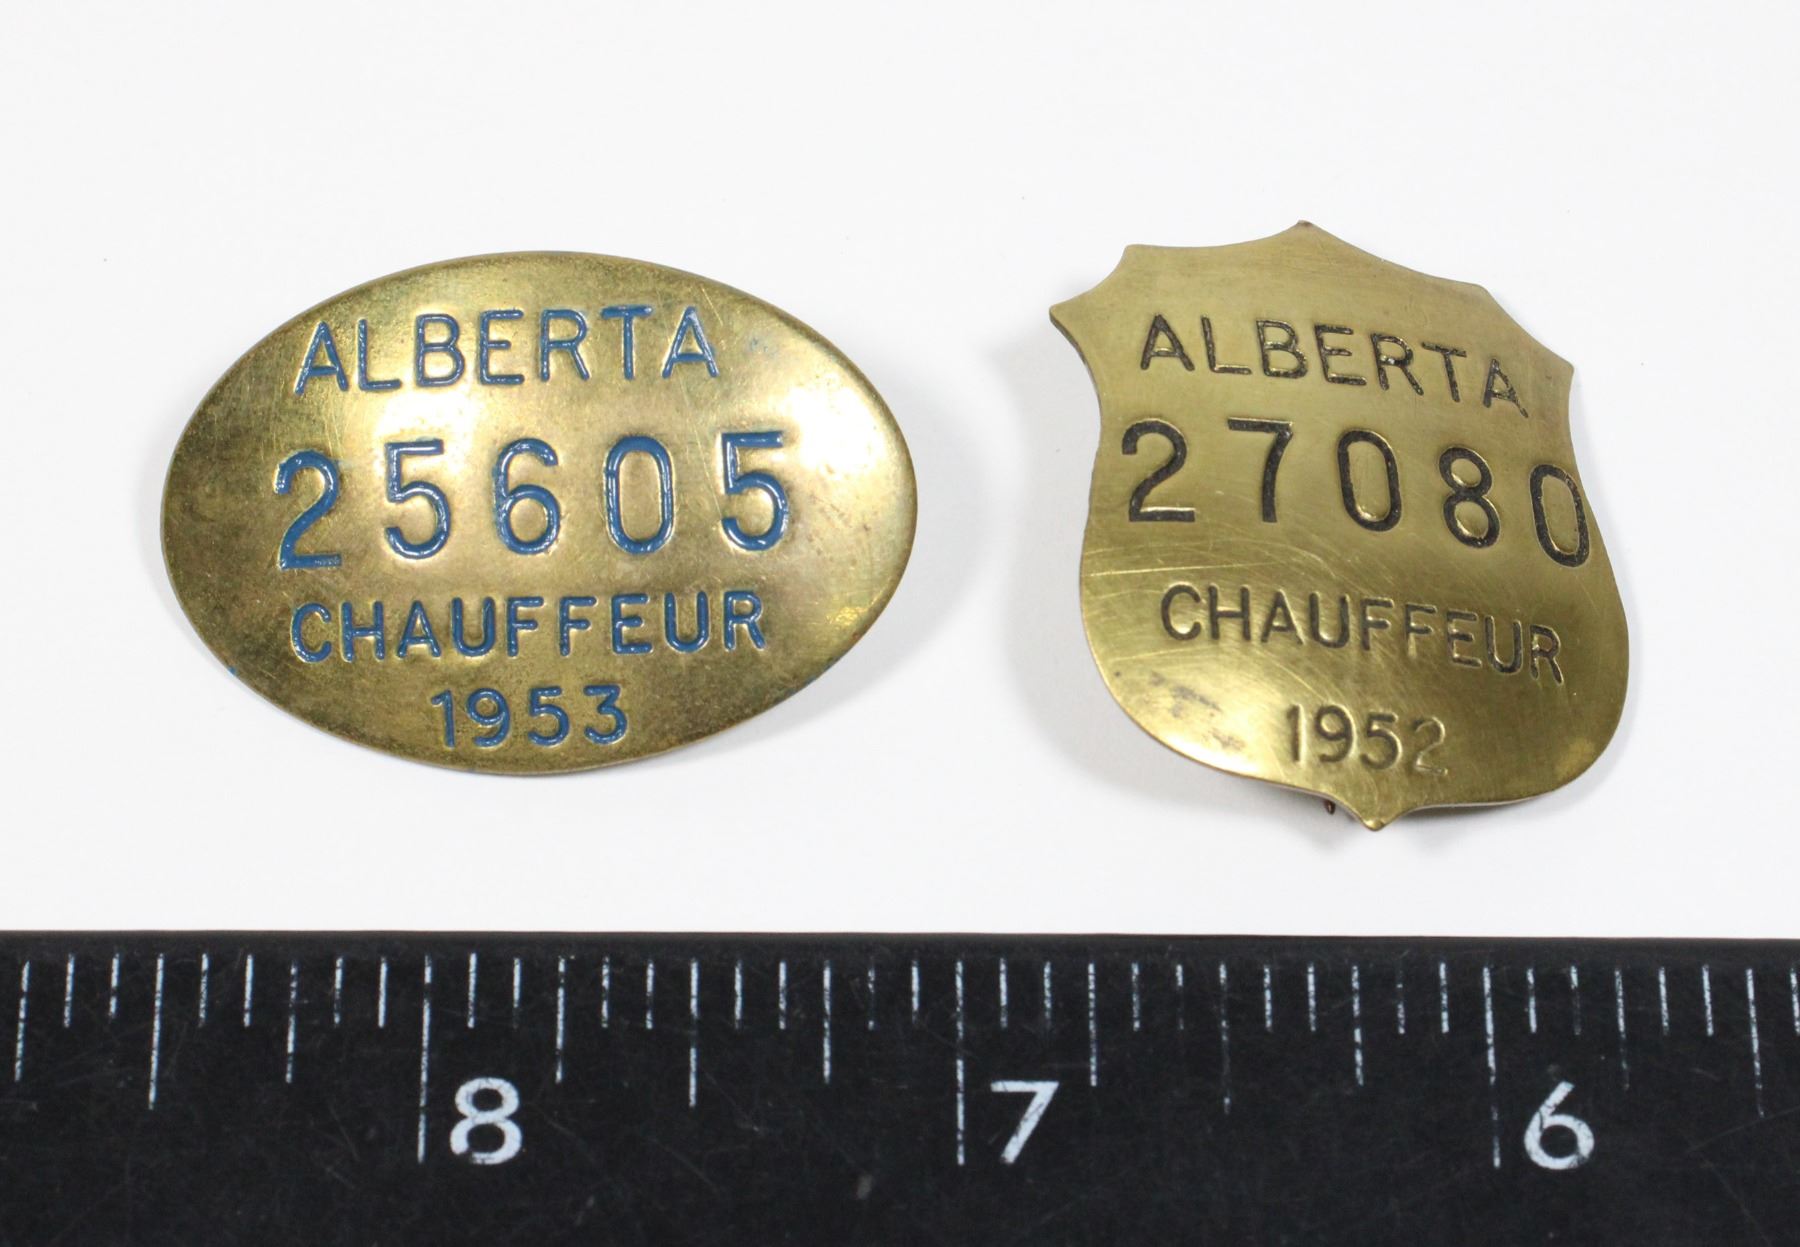 ALBERTA
25605
CHAUFFEUR
1953
ALBERTA
27080
CHAUFFEUR
1952
8 7 6